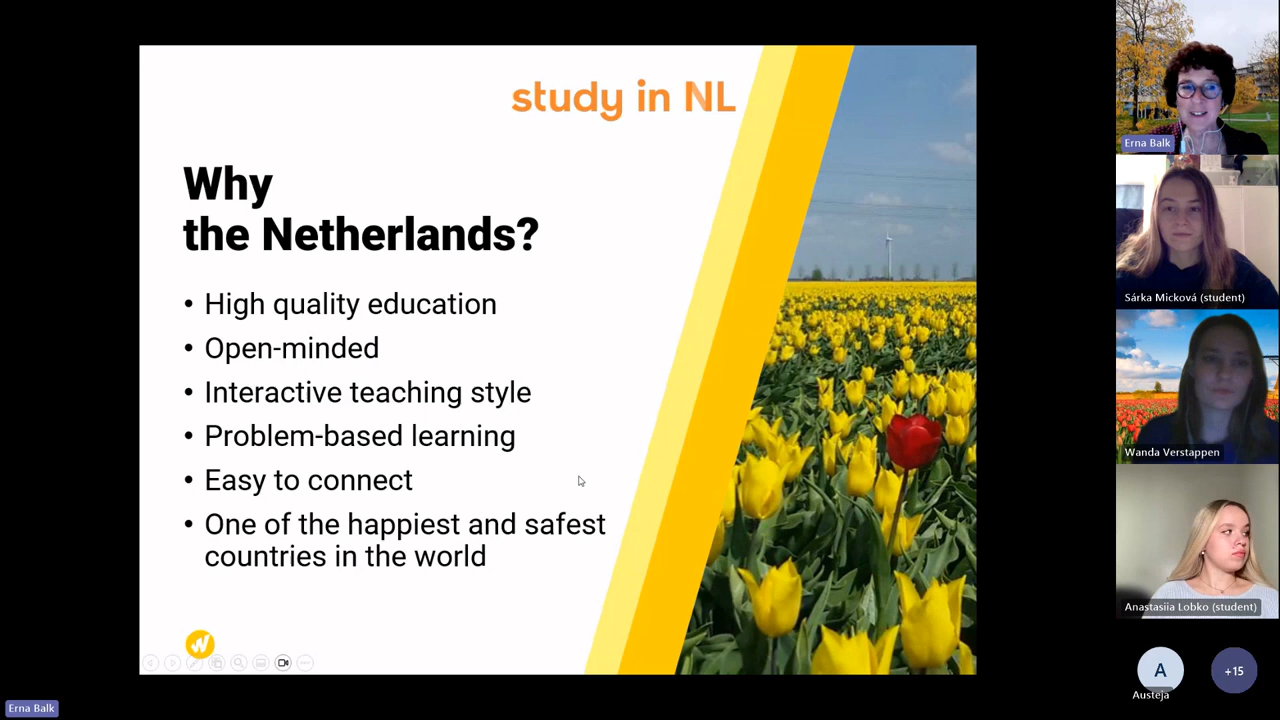 study in NL
Why
the Netherlands?
• High quality education
• Open-minded
• Interactive teaching style
• Problem-based learning
• Easy to connect
• One of the happiest and safest
countries in the world
Erna Balk
Erna Balk
Sárka Micková (student)
Wanda Verstappen
Anastasiia Lobko (student)
A
Austeja
+15